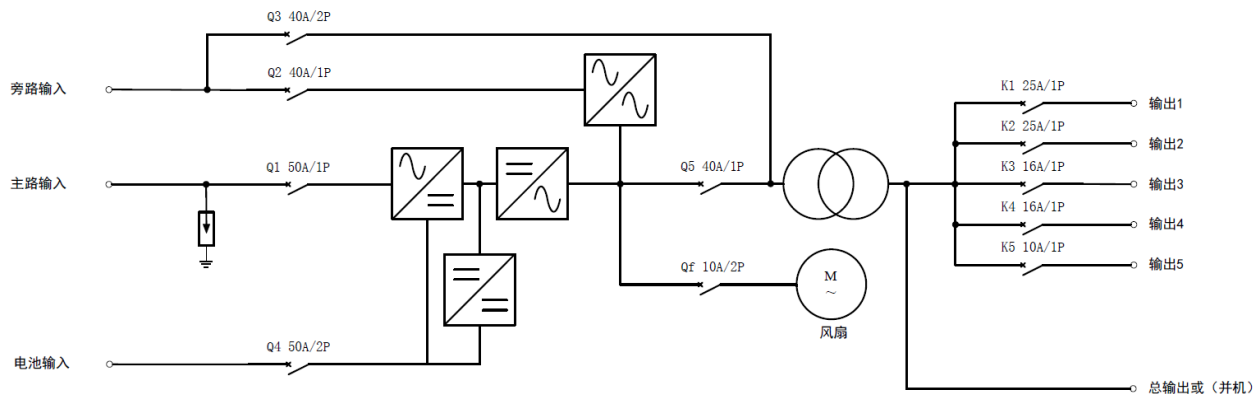 Q3 40A/2P
Q2 40A/1P
旁路输入
K1 25A/1P
输出1
K2 25A/1P
输出2
主路输入
Q1 50A/1P
Q5 40A/1P
K3 16A/1P
输出3
K4 16A/1P
输出4
K5 10A/1P
输出5
Qf 10A/2P
M
~
风扇
Q4 50A/2P
电池输入
总输出或（并机）